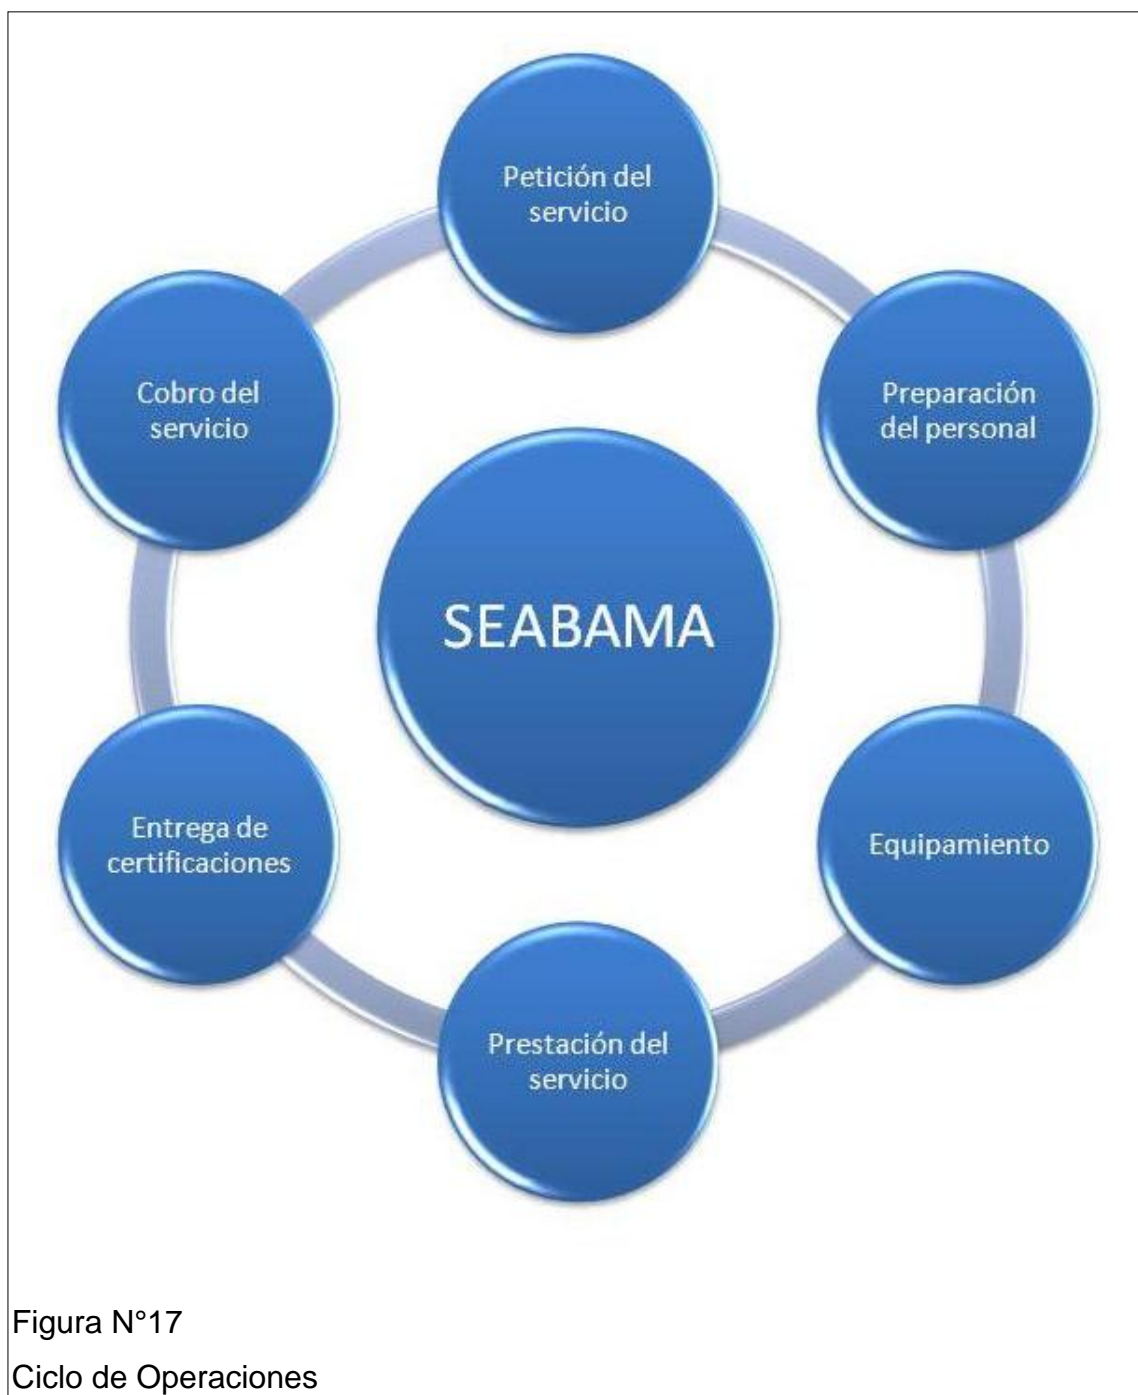 Petición del
servicio
Preparación
del personal
Equipamiento
Prestación del
servicio
Entrega de
certificaciones
Cobro del
servicio
SEABAMA
Figura N°17
Ciclo de Operaciones